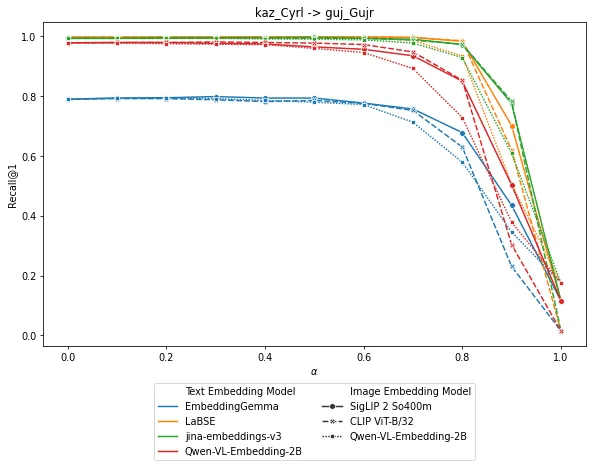 kaz_Cyrl -> guj_Gujr
Recall@1
1.0
0.8
0.6
0.4
0.2
0.0
0.0 0.2 0.4 0.6 0.8 1.0
α
Text Embedding Model
EmbeddingGemma
LaBSE
jina-embeddings-v3
Qwen-VL-Embedding-2B
Image Embedding Model
SigLIP 2 So400m
CLIP ViT-B/32
Qwen-VL-Embedding-2B